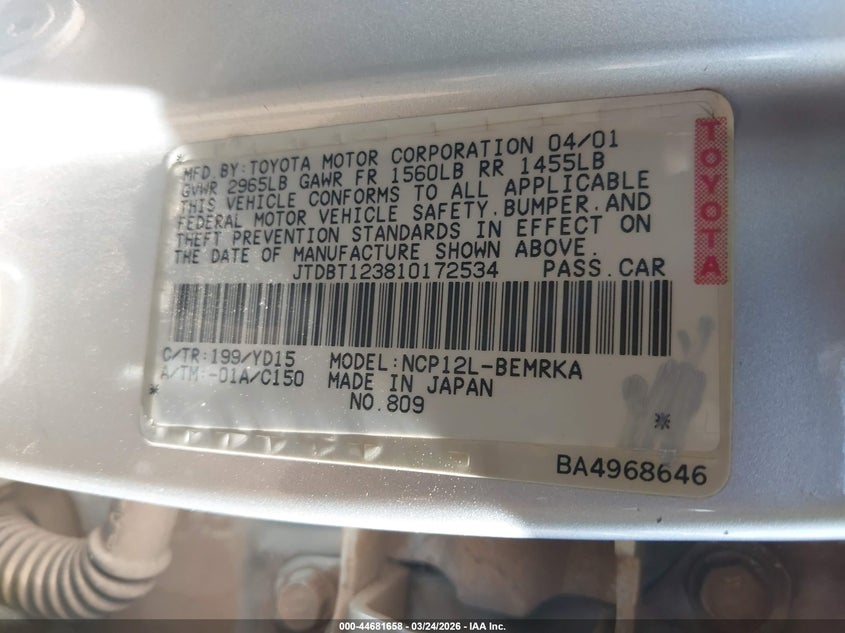 MFD.BY:TOYOTA MOTOR CORPORATION 04/01
GVWR 2965LB GAWR FR 1560LB RR 1455LB
THIS VEHICLE CONFORMS TO ALL APPLICABLE
FEDERAL MOTOR VEHICLE SAFETY,BUMPER,AND
THEFT PREVENTION STANDARDS IN EFFECT ON
THE DATE OF MANUFACTURE SHOWN ABOVE.
JTDBT123810172534 PASS.CAR
C/TR:199/YD15 MODEL:NCP12L-BEMRKA
A/TM:-01A/C150 MADE IN JAPAN
NO.809
TOYOTA
BA4968646
000-44681658 - 03/24/2026 - IAA Inc.